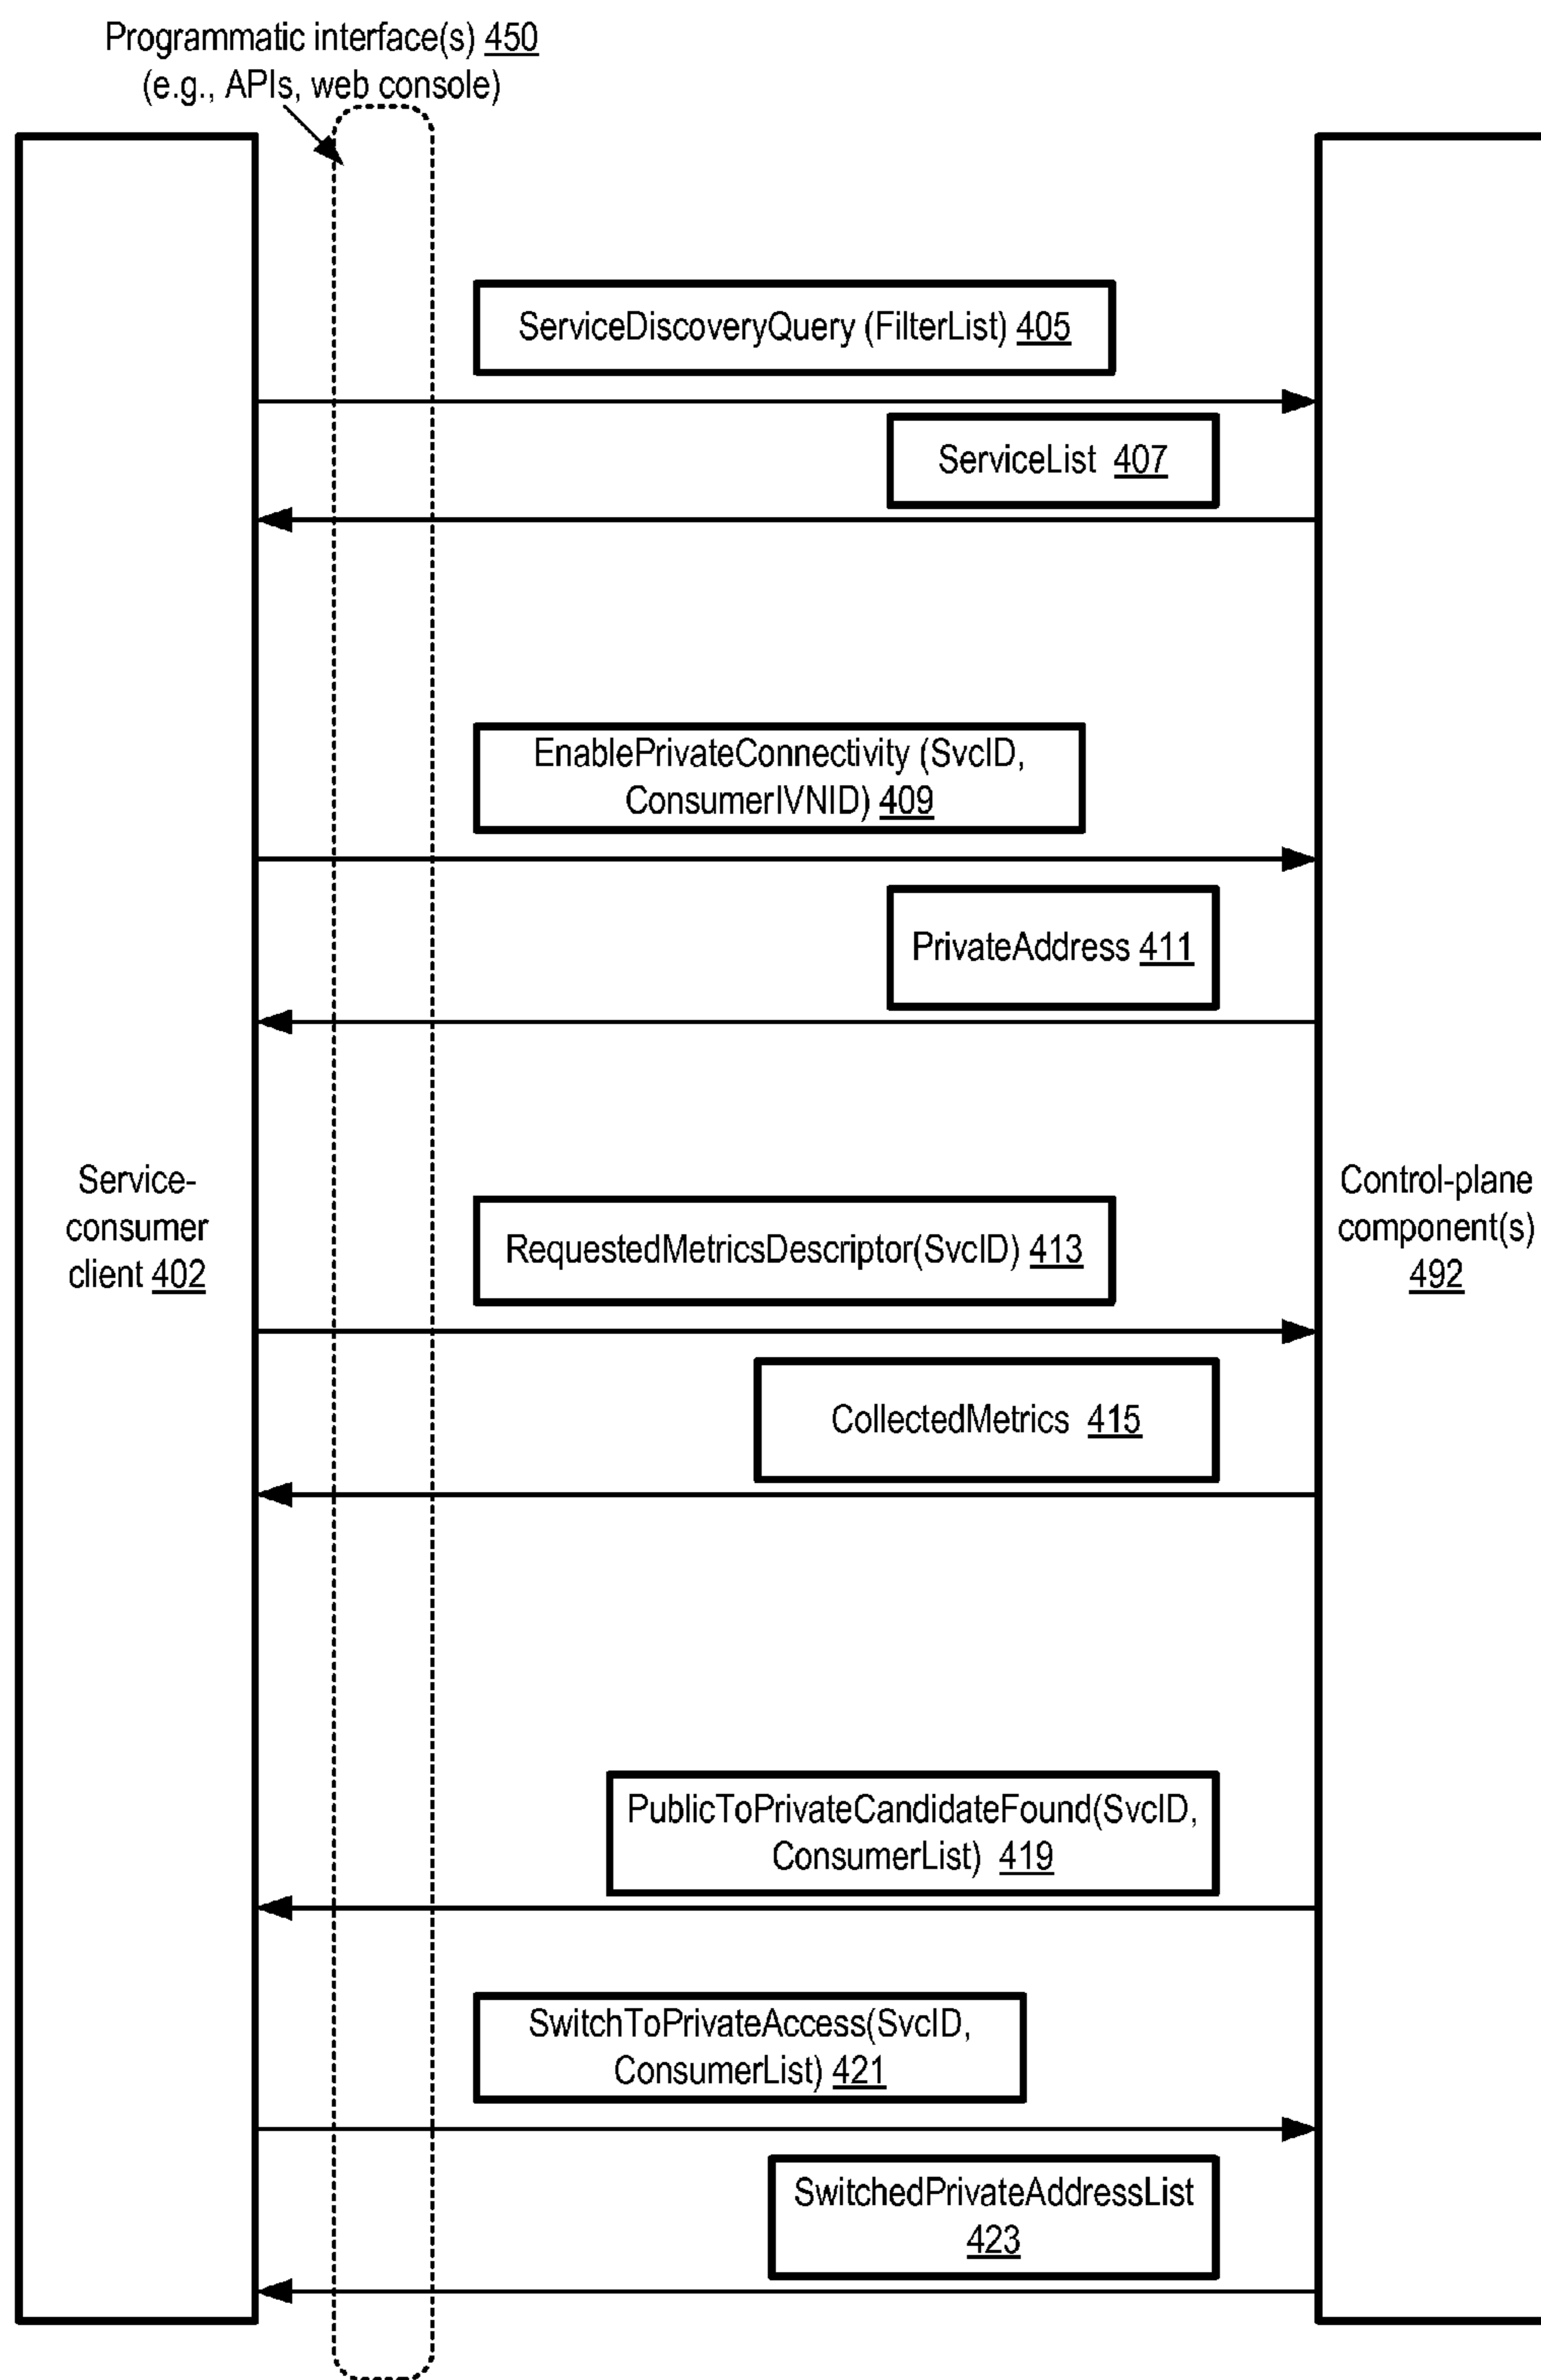 Programmatic interface(s) 450
(e.g., APIs, web console)
ServiceDiscoveryQuery (FilterList) 405
ServiceList 407
EnablePrivateConnectivity (SvcID,
ConsumerIVNID) 409
PrivateAddress 411
Service-
consumer
client 402
Control-plane
component(s)
492
RequestedMetricsDescriptor(SvcID) 413
CollectedMetrics 415
PublicToPrivateCandidateFound(SvcID,
ConsumerList) 419
SwitchToPrivateAccess(SvcID,
ConsumerList) 421
SwitchedPrivateAddressList
423